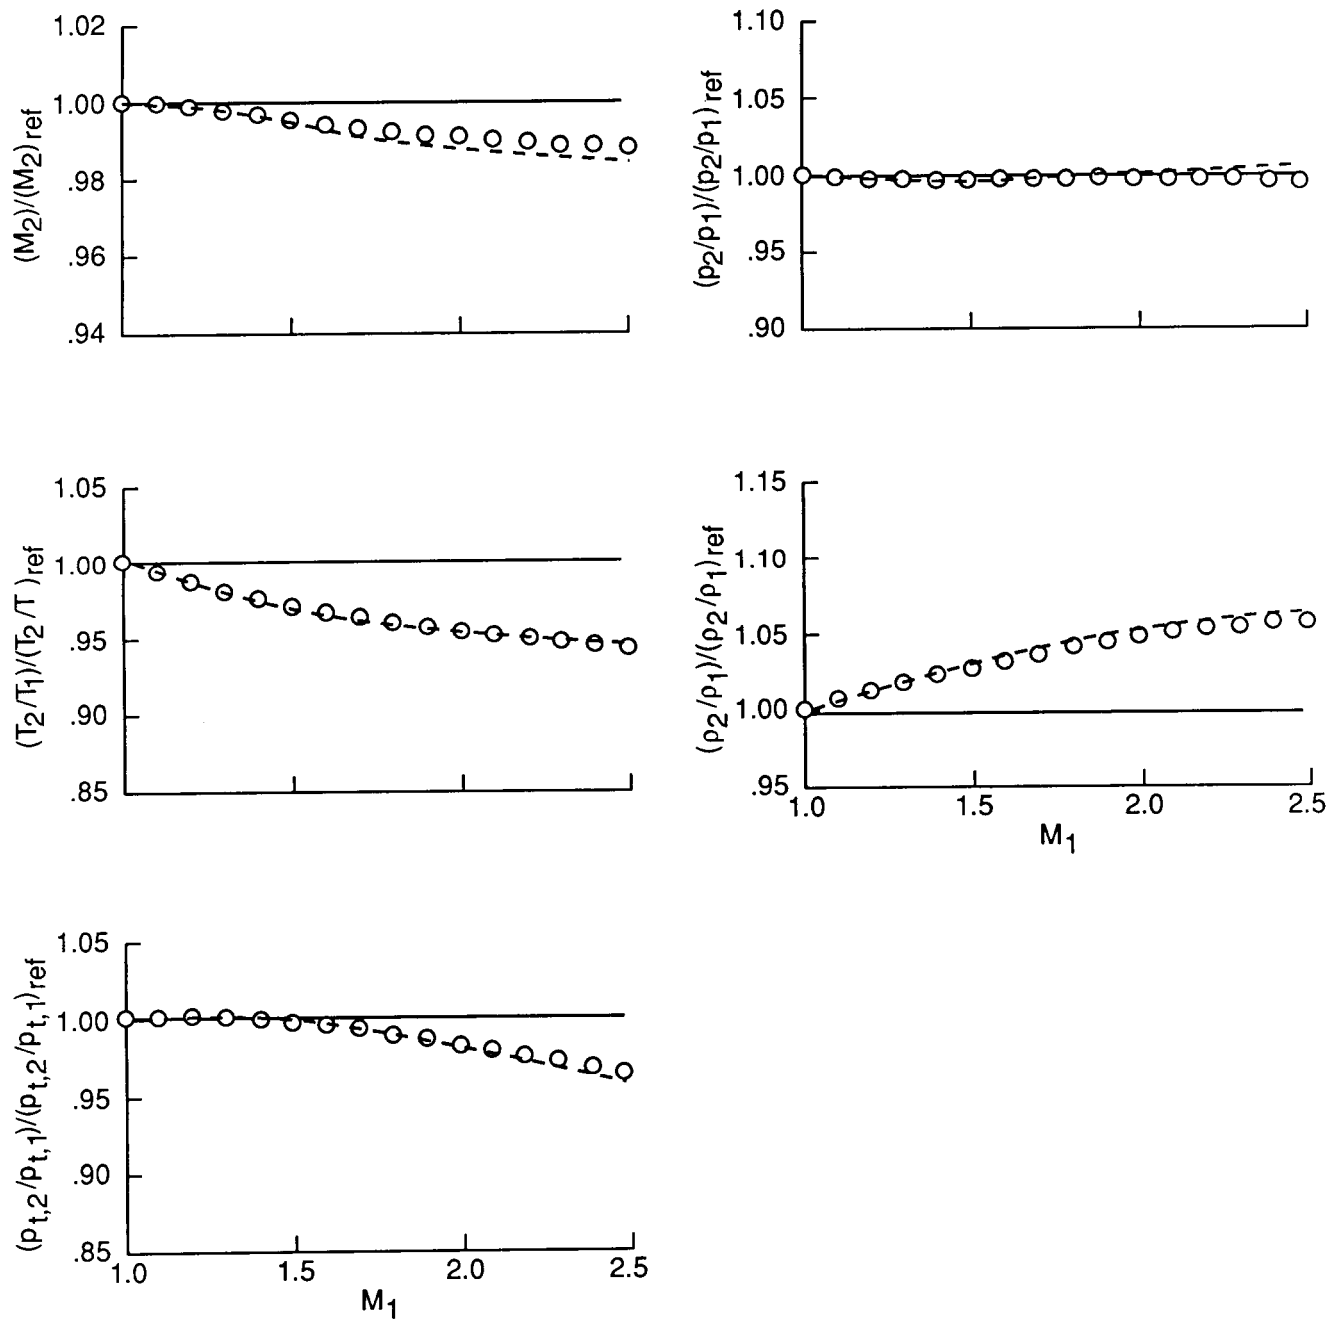 (M2)/(M2)ref
1.02
1.00
.98
.96
.94
(p2/p1)/(p2/p1)ref
1.10
1.05
1.00
.95
.90
(T2/T1)/(T2/T)ref
1.05
1.00
.95
.90
.85
(ρ2/ρ1)/(ρ2/ρ1)ref
1.15
1.10
1.05
1.00
.95
1.0 1.5 2.0 2.5
M1
(pt,2/pt,1)/(pt,2/pt,1)ref
1.05
1.00
.95
.90
.85
1.0 1.5 2.0 2.5
M1